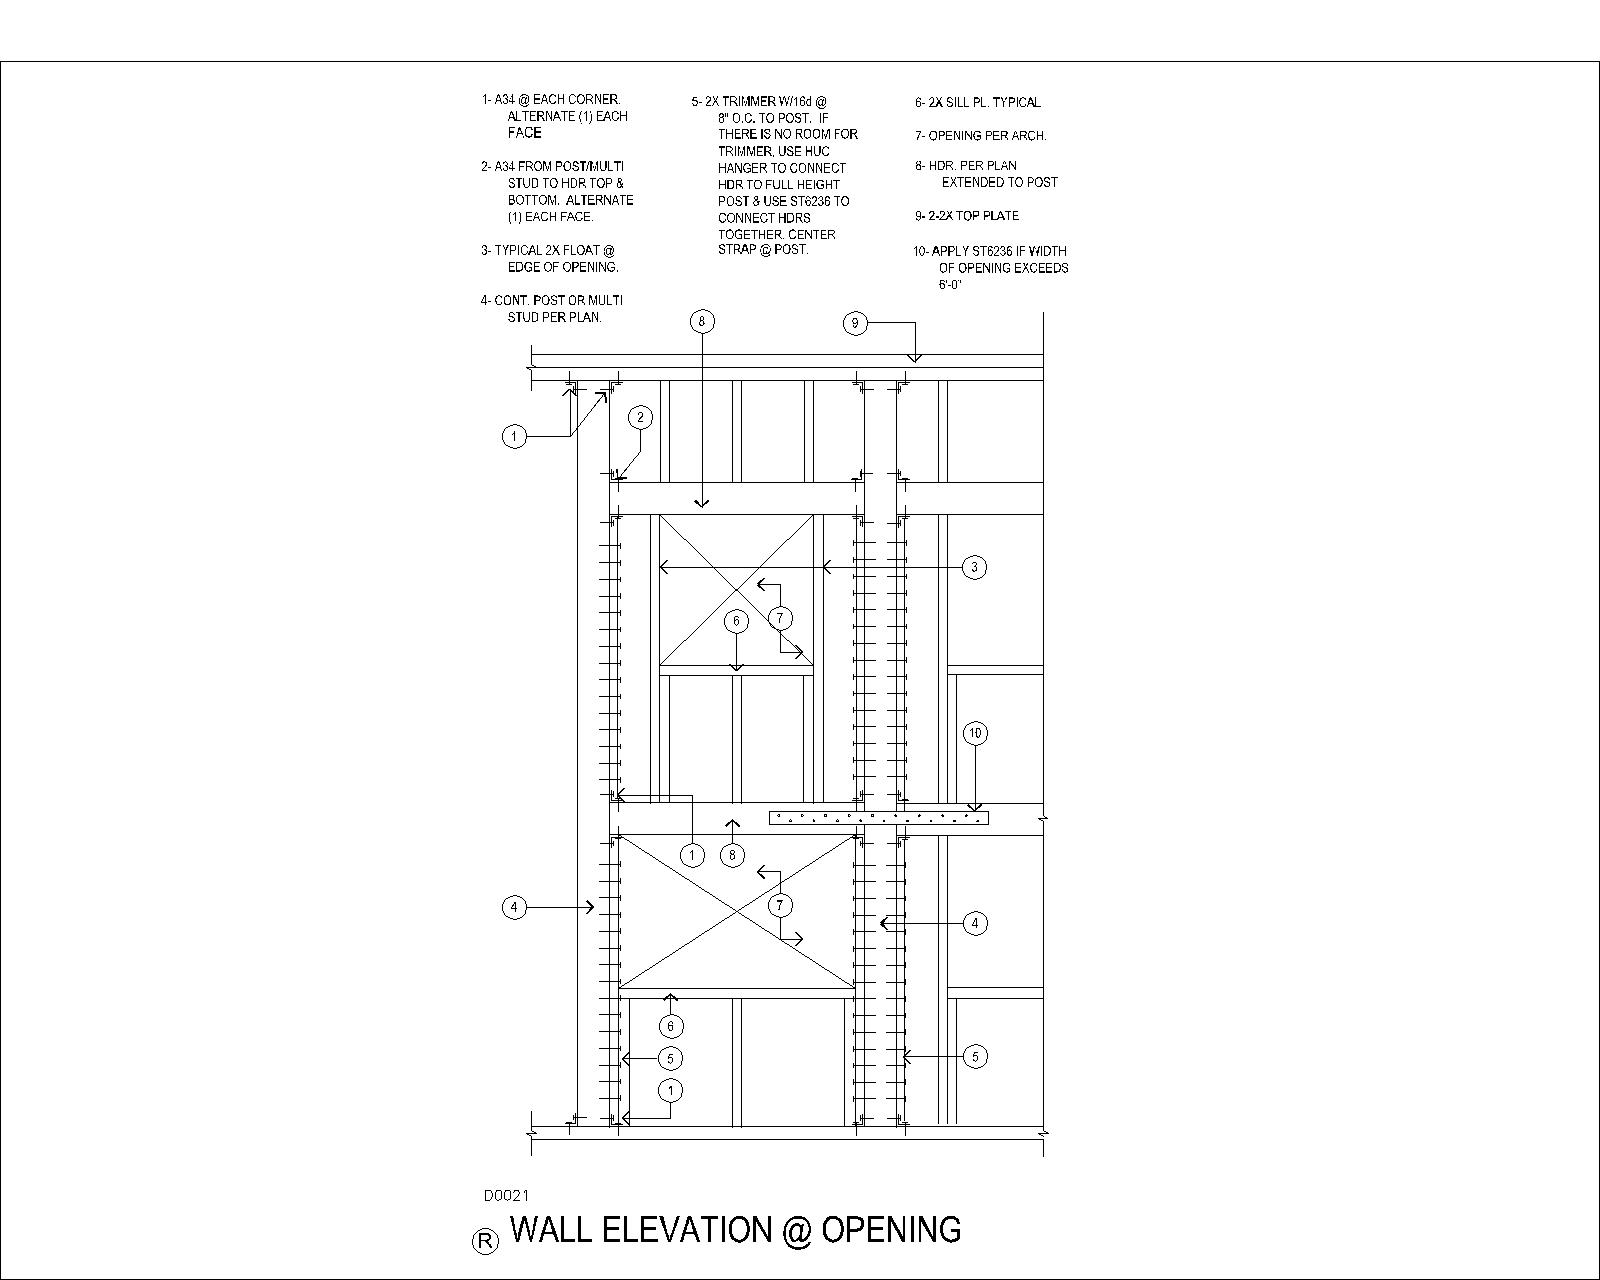 1- A34 @ EACH CORNER.
ALTERNATE (1) EACH
FACE
2- A34 FROM POST/MULTI
STUD TO HDR TOP &
BOTTOM. ALTERNATE
(1) EACH FACE.
3- TYPICAL 2X FLOAT @
EDGE OF OPENING.
4- CONT. POST OR MULTI
STUD PER PLAN.
5- 2X TRIMMER W/16d @
8" O.C. TO POST. IF
THERE IS NO ROOM FOR
TRIMMER, USE HUC
HANGER TO CONNECT
HDR TO FULL HEIGHT
POST & USE ST6236 TO
CONNECT HDRS
TOGETHER. CENTER
STRAP @ POST.
6- 2X SILL PL. TYPICAL
7- OPENING PER ARCH.
8- HDR. PER PLAN
EXTENDED TO POST
9- 2-2X TOP PLATE
10- APPLY ST6236 IF WIDTH
OF OPENING EXCEEDS
6'-0"
8
9
2
1
3
7
6
10
1
8
7
4
4
6
5
5
1
D0021
R WALL ELEVATION @ OPENING